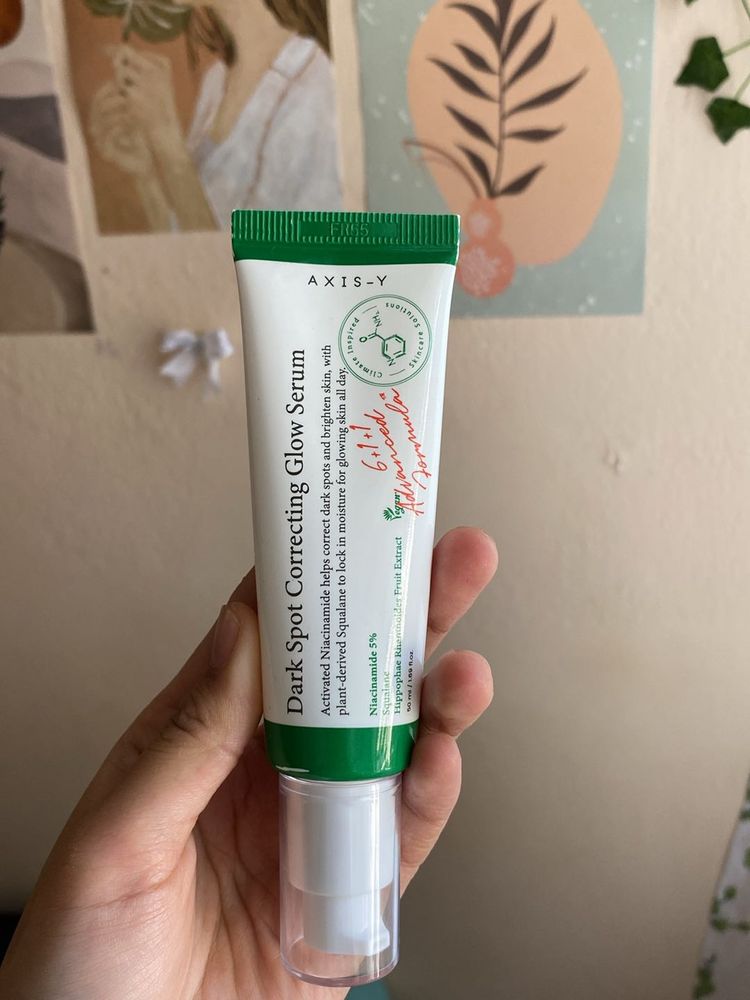 FR55
AXIS-Y
Climate Inspired
Skincare Solutions
NH₂
O
N
Dark Spot Correcting Glow Serum
Activated Niacinamide helps correct dark spots and brighten skin, with
plant-derived Squalane to lock in moisture for glowing skin all day.
6+1+1
Advanced
Formula
Vegan
Niacinamide 5%
Squalane
Hippophae Rhamnoides Fruit Extract
50 ml / 1.69 fl.oz.